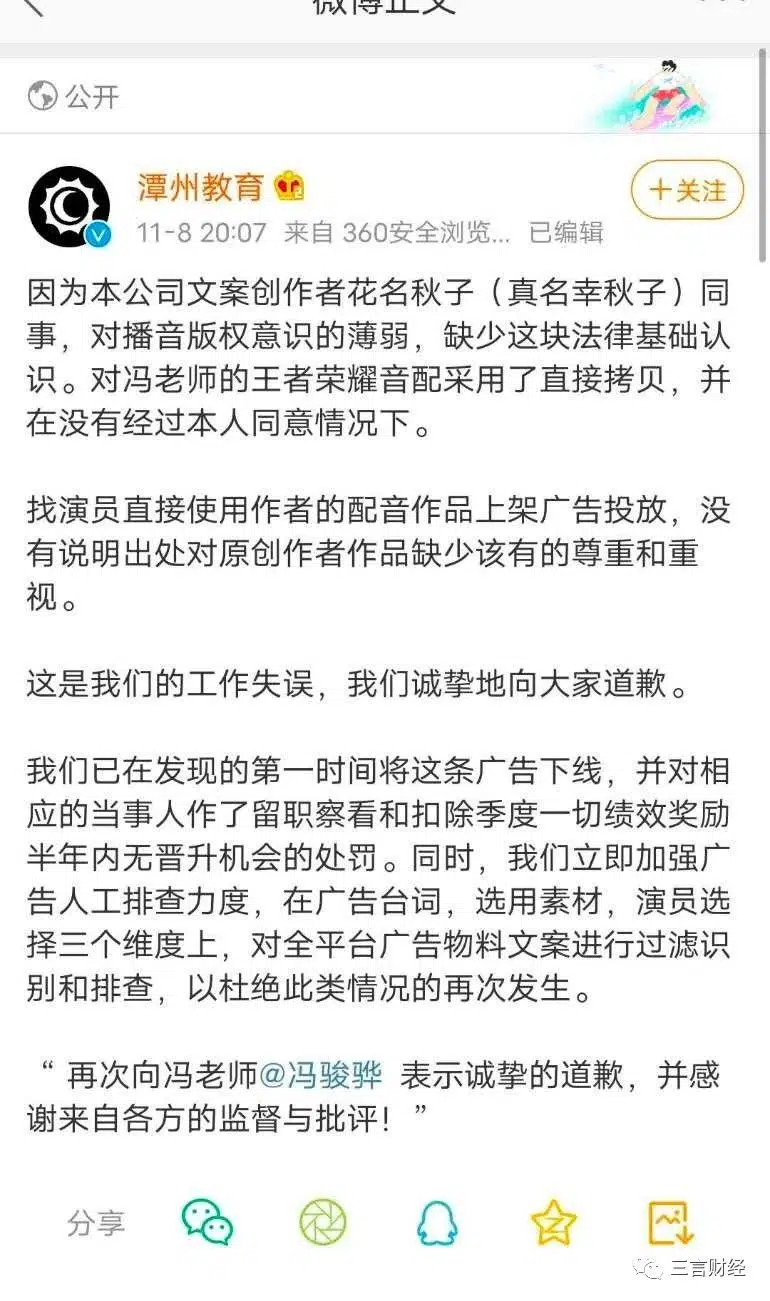 微博正文
公开
潭州教育
+关注
11-8 20:07 来自 360安全浏览... 已编辑
因为本公司文案创作者花名秋子（真名幸秋子）同
事，对播音版权意识的薄弱，缺少这块法律基础认
识。对冯老师的王者荣耀音配采用了直接拷贝，并
在没有经过本人同意情况下。
找演员直接使用作者的配音作品上架广告投放，没
有说明出处对原创作者作品缺少该有的尊重和重
视。
这是我们的工作失误，我们诚挚地向大家道歉。
我们已在发现的第一时间将这条广告下线，并对相
应的当事人作了留职察看和扣除季度一切绩效奖励
半年内无晋升机会的处罚。同时，我们立即加强广
告人工排查力度，在广告台词，选用素材，演员选
择三个维度上，对全平台广告物料文案进行过滤识
别和排查，以杜绝此类情况的再次发生。
“ 再次向冯老师@冯骏骅 表示诚挚的道歉，并感
谢来自各方的监督与批评！”
分享
三言财经